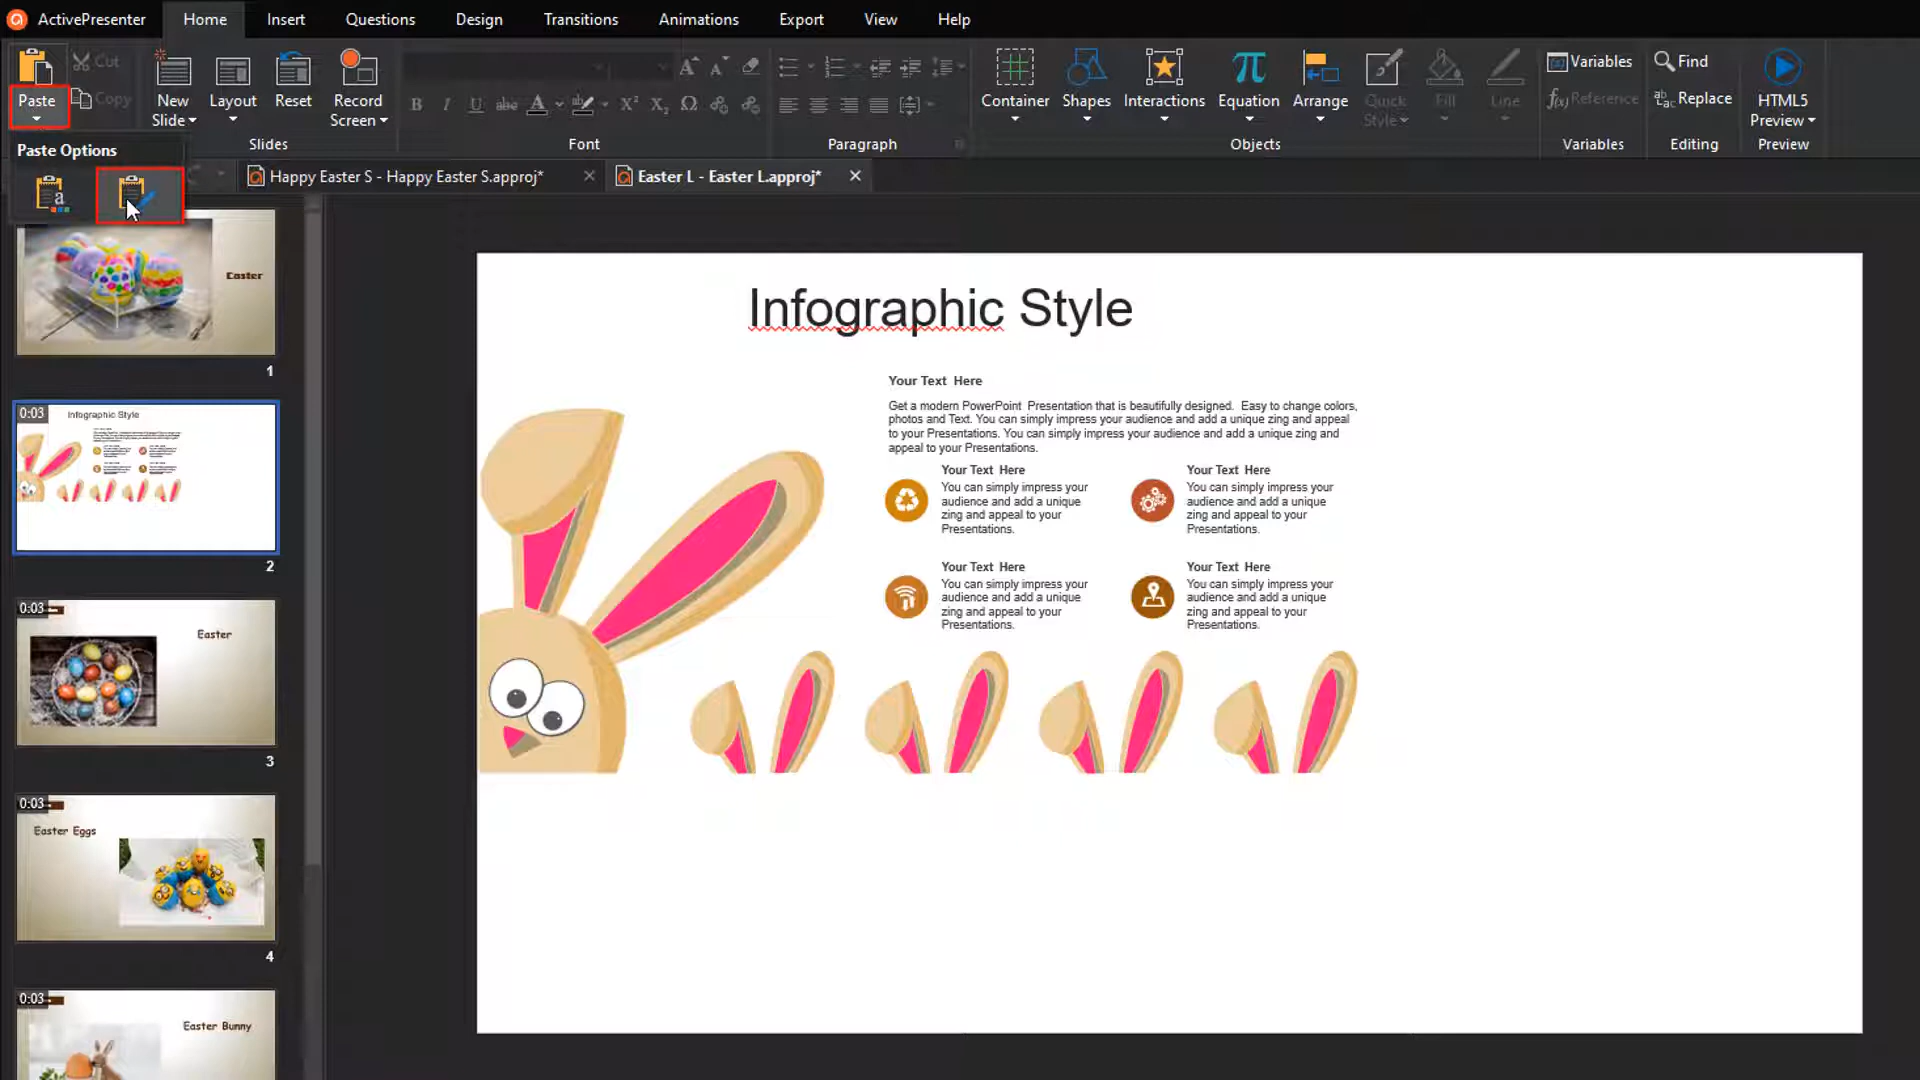 ActivePresenter
Home
Insert
Questions
Design
Transitions
Animations
Export
View
Help
Paste
Cut
Copy
New Slide
Layout
Reset
Record Screen
Slides
Font
Paragraph
Container
Shapes
Interactions
Equation
Arrange
Quick Style
Fill
Line
Objects
Variables
Reference
Variables
Find
Replace
Editing
HTML5 Preview
Preview
Paste Options
Happy Easter S - Happy Easter S.approj*
Easter L - Easter L.approj*
Easter
1
0:03
Infographic Style
2
0:03
Easter
3
0:03
Easter Eggs
4
0:03
Easter Bunny
Infographic Style
Your Text Here
Get a modern PowerPoint Presentation that is beautifully designed. Easy to change colors,
photos and Text. You can simply impress your audience and add a unique zing and appeal
to your Presentations. You can simply impress your audience and add a unique zing and
appeal to your Presentations.
Your Text Here
You can simply impress your
audience and add a unique
zing and appeal to your
Presentations.
Your Text Here
You can simply impress your
audience and add a unique
zing and appeal to your
Presentations.
Your Text Here
You can simply impress your
audience and add a unique
zing and appeal to your
Presentations.
Your Text Here
You can simply impress your
audience and add a unique
zing and appeal to your
Presentations.